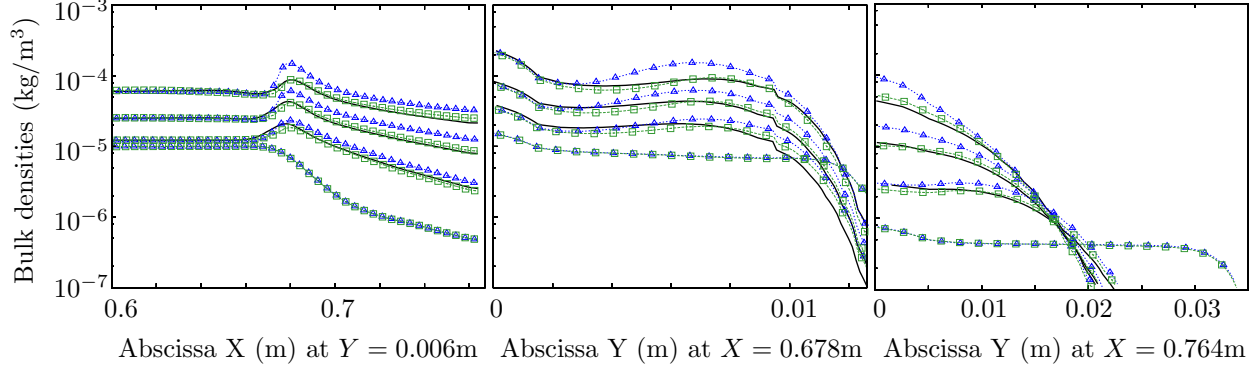 Bulk densities (kg/m³)
10⁻³
10⁻⁴
10⁻⁵
10⁻⁶
10⁻⁷
0.6 0.7 0 0.01 0 0.01 0.02 0.03
Abscissa X (m) at Y = 0.006m Abscissa Y (m) at X = 0.678m Abscissa Y (m) at X = 0.764m